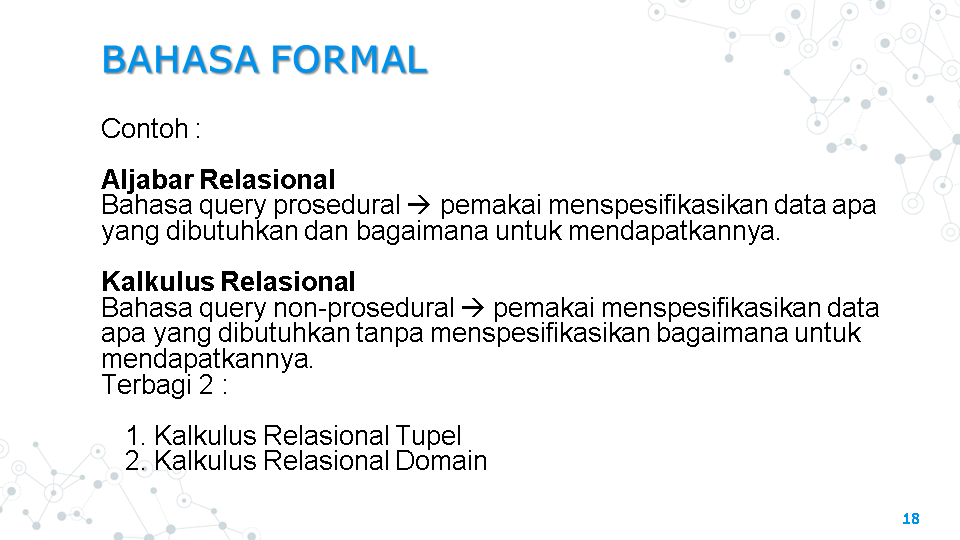 BAHASA FORMAL
Contoh :
Aljabar Relasional
Bahasa query prosedural → pemakai menspesifikasikan data apa
yang dibutuhkan dan bagaimana untuk mendapatkannya.
Kalkulus Relasional
Bahasa query non-prosedural → pemakai menspesifikasikan data
apa yang dibutuhkan tanpa menspesifikasikan bagaimana untuk
mendapatkannya.
Terbagi 2 :
1. Kalkulus Relasional Tupel
2. Kalkulus Relasional Domain
18